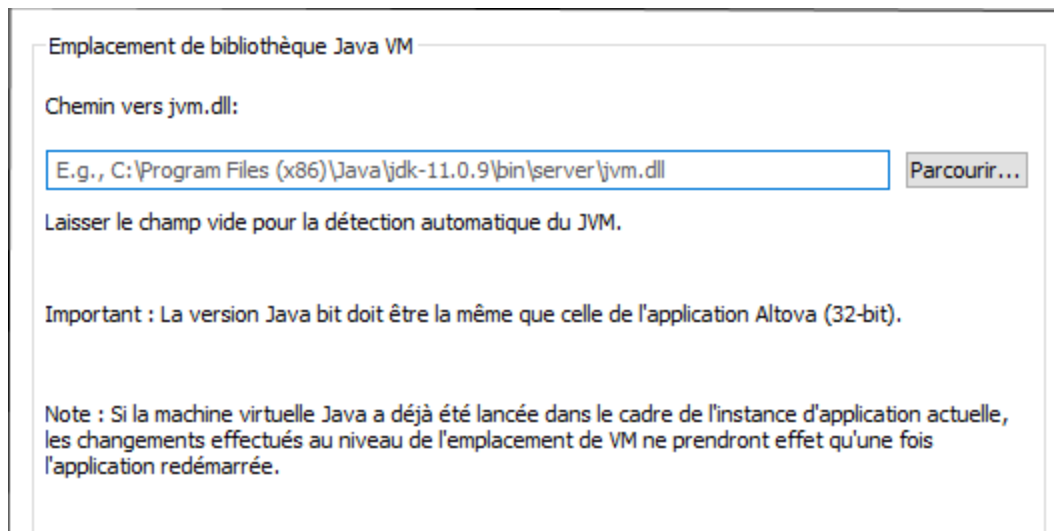 Emplacement de bibliothèque Java VM
Chemin vers jvm.dll:
E.g., C:\Program Files (x86)\Java\jdk-11.0.9\bin\server\jvm.dll
Parcourir...
Laisser le champ vide pour la détection automatique du JVM.
Important : La version Java bit doit être la même que celle de l'application Altova (32-bit).
Note : Si la machine virtuelle Java a déjà été lancée dans le cadre de l'instance d'application actuelle,
les changements effectués au niveau de l'emplacement de VM ne prendront effet qu'une fois
l'application redémarrée.